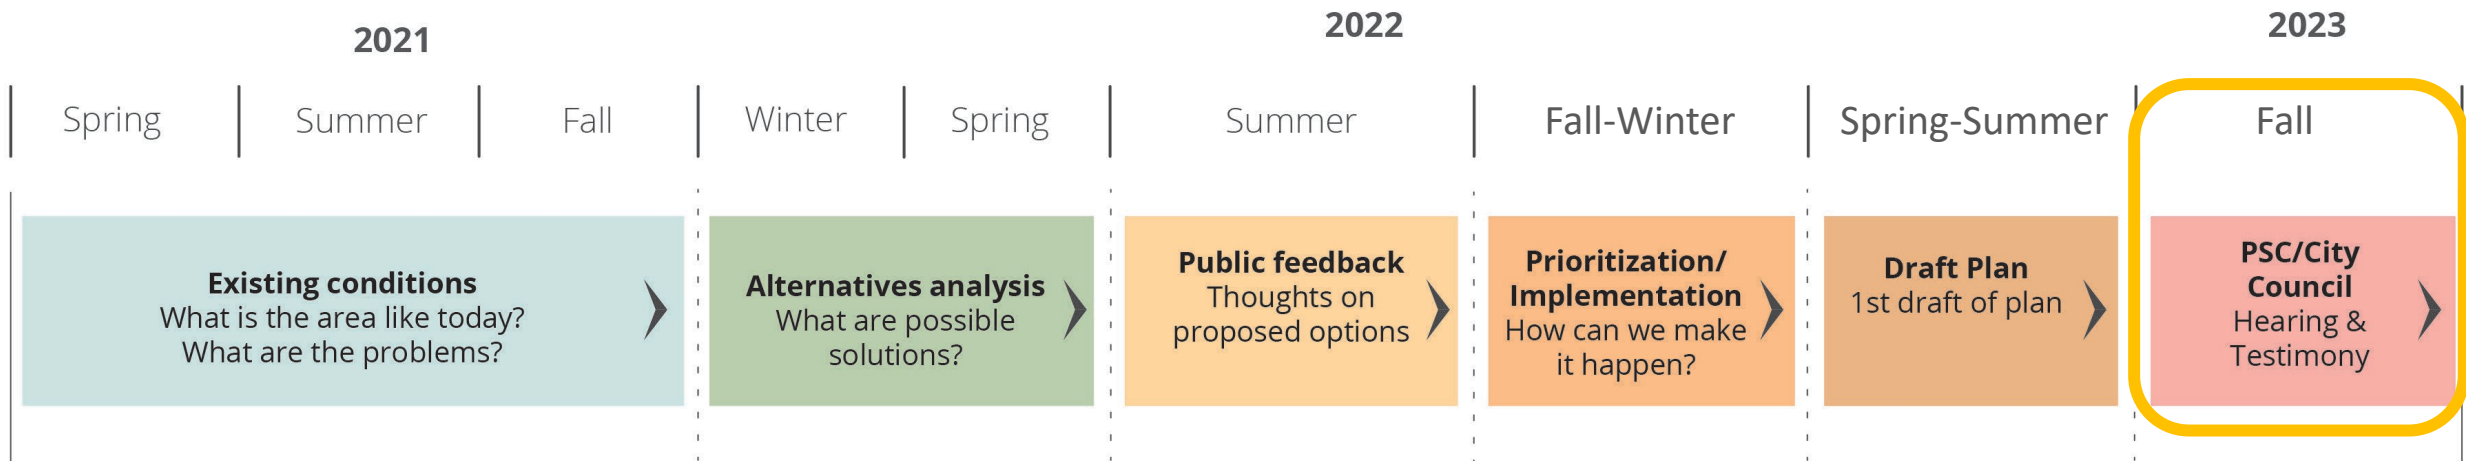 2021
2022
2023
Spring
Summer
Fall
Winter
Spring
Summer
Fall-Winter
Spring-Summer
Fall
Existing conditions
What is the area like today?
What are the problems?
Alternatives analysis
What are possible
solutions?
Public feedback
Thoughts on
proposed options
Prioritization/
Implementation
How can we make
it happen?
Draft Plan
1st draft of plan
PSC/City
Council
Hearing &
Testimony